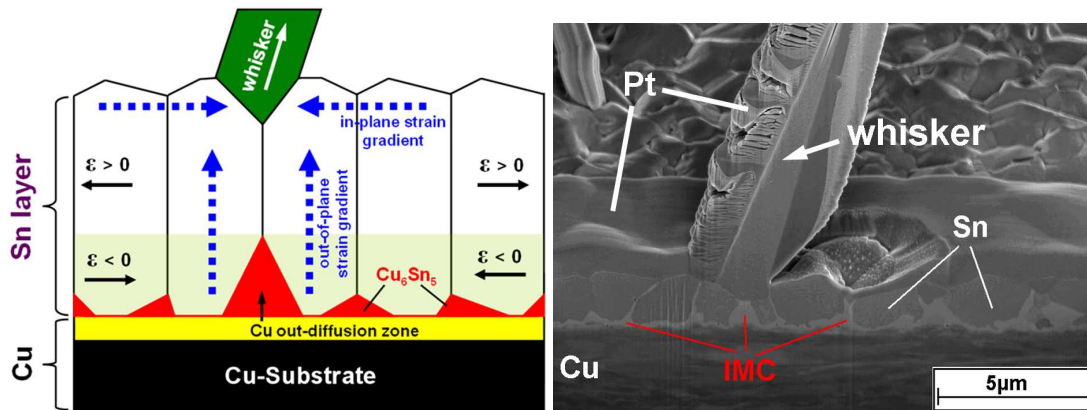 whisker
in-plane strain
gradient
ε > 0
ε > 0
out-of-plane
strain gradient
ε < 0
ε < 0
Cu₆Sn₅
Cu out-diffusion zone
Cu-Substrate
Sn layer
Cu
Pt
whisker
Sn
IMC
Cu
5µm